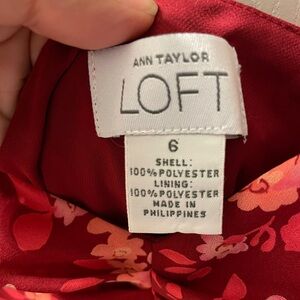 ANN TAYLOR
LOFT
6
SHELL:
100% POLYESTER
LINING:
100% POLYESTER
MADE IN
PHILIPPINES